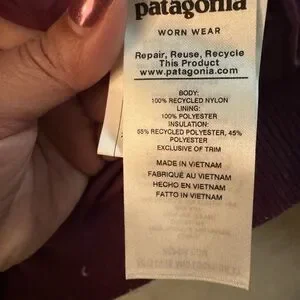 patagonia
WORN WEAR
Repair, Reuse, Recycle
This Product
www.patagonia.com
BODY:
100% RECYCLED NYLON
LINING:
100% POLYESTER
INSULATION:
55% RECYCLED POLYESTER, 45%
POLYESTER
EXCLUSIVE OF TRIM
MADE IN VIETNAM
FABRIQUÉ AU VIETNAM
HECHO EN VIETNAM
FATTO IN VIETNAM